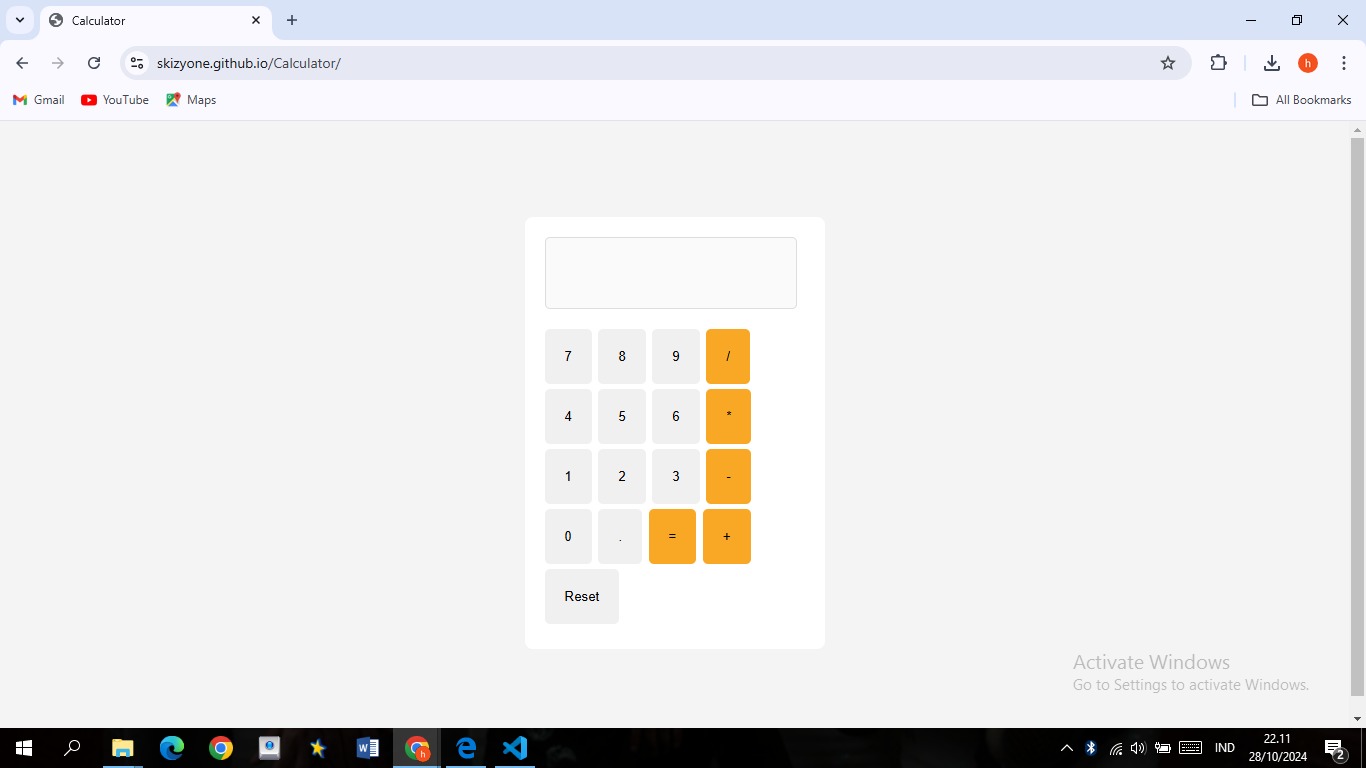 Calculator
skizyone.github.io/Calculator/
h
Gmail YouTube Maps All Bookmarks
7 8 9 /
4 5 6 *
1 2 3 -
0 . = +
Reset
Activate Windows
Go to Settings to activate Windows.
h
IND
22.11
28/10/2024
2